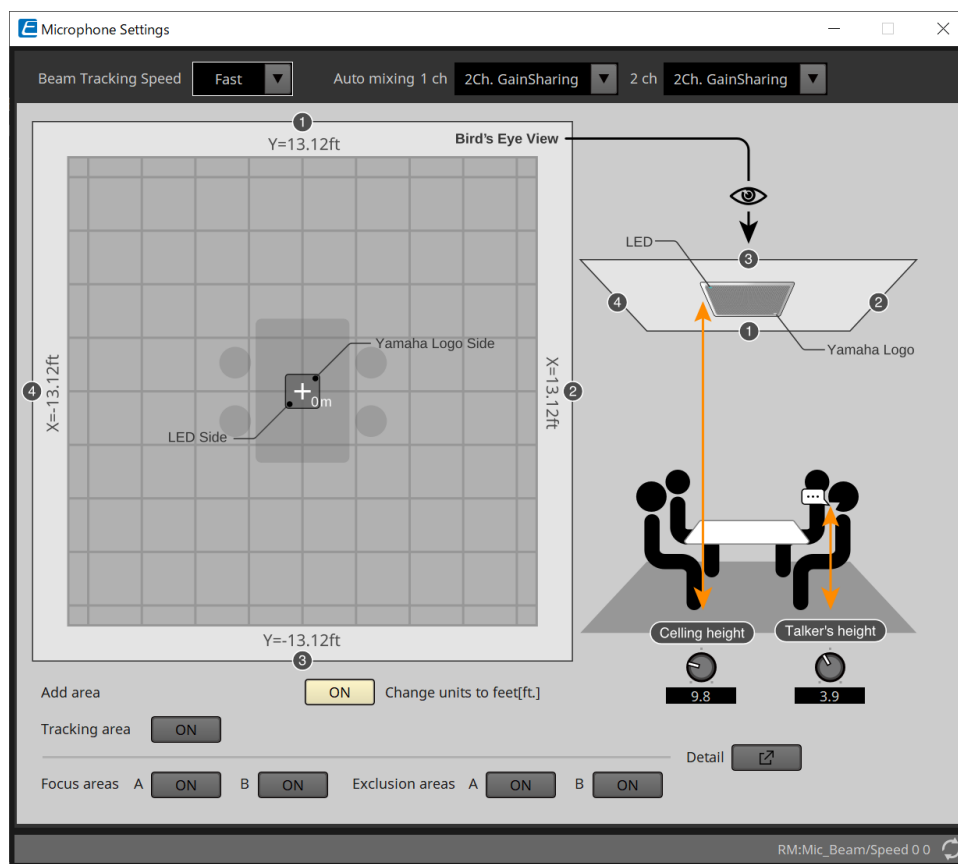 Microphone Settings
Beam Tracking Speed Fast Auto mixing 1 ch 2Ch. GainSharing 2 ch 2Ch. GainSharing
1
Y=13.12ft
Bird's Eye View
LED
3
4
2
1
Yamaha Logo
Yamaha Logo Side
4
X=-13.12ft
0m
X=13.12ft
2
LED Side
Y=-13.12ft
3
...
Celling height
Talker's height
9.8
3.9
Add area
ON Change units to feet[ft.]
Tracking area ON
Detail
Focus areas A ON B ON Exclusion areas A ON B ON
RM:Mic_Beam/Speed 0 0